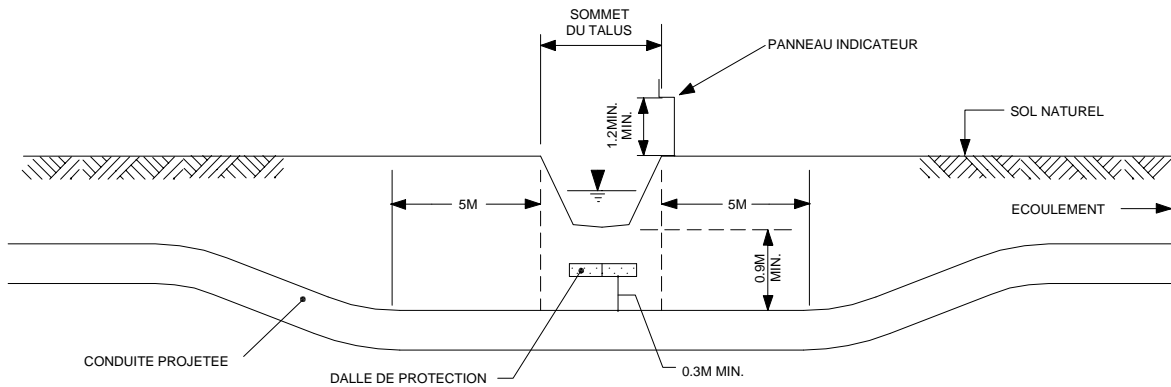 SOMMET
DU TALUS
PANNEAU INDICATEUR
1.2MIN.
MIN.
SOL NATUREL
5M
5M
ECOULEMENT
0.9M
MIN.
CONDUITE PROJETEE
DALLE DE PROTECTION
0.3M MIN.